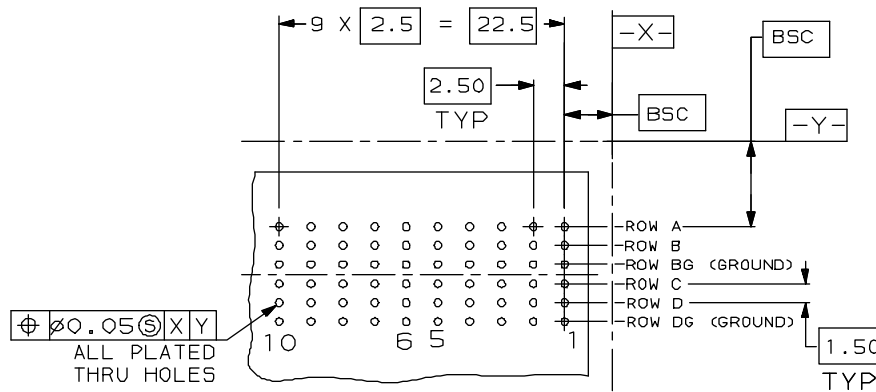 9 X 2.5 = 22.5
-X-
BSC
2.50
TYP
BSC
-Y-
ROW A
ROW B
ROW BG (GROUND)
ROW C
ROW D
ROW DG (GROUND)
⌖ Ø0.05Ⓢ X Y
10 6 5 1
ALL PLATED
THRU HOLES
1.50
TYP